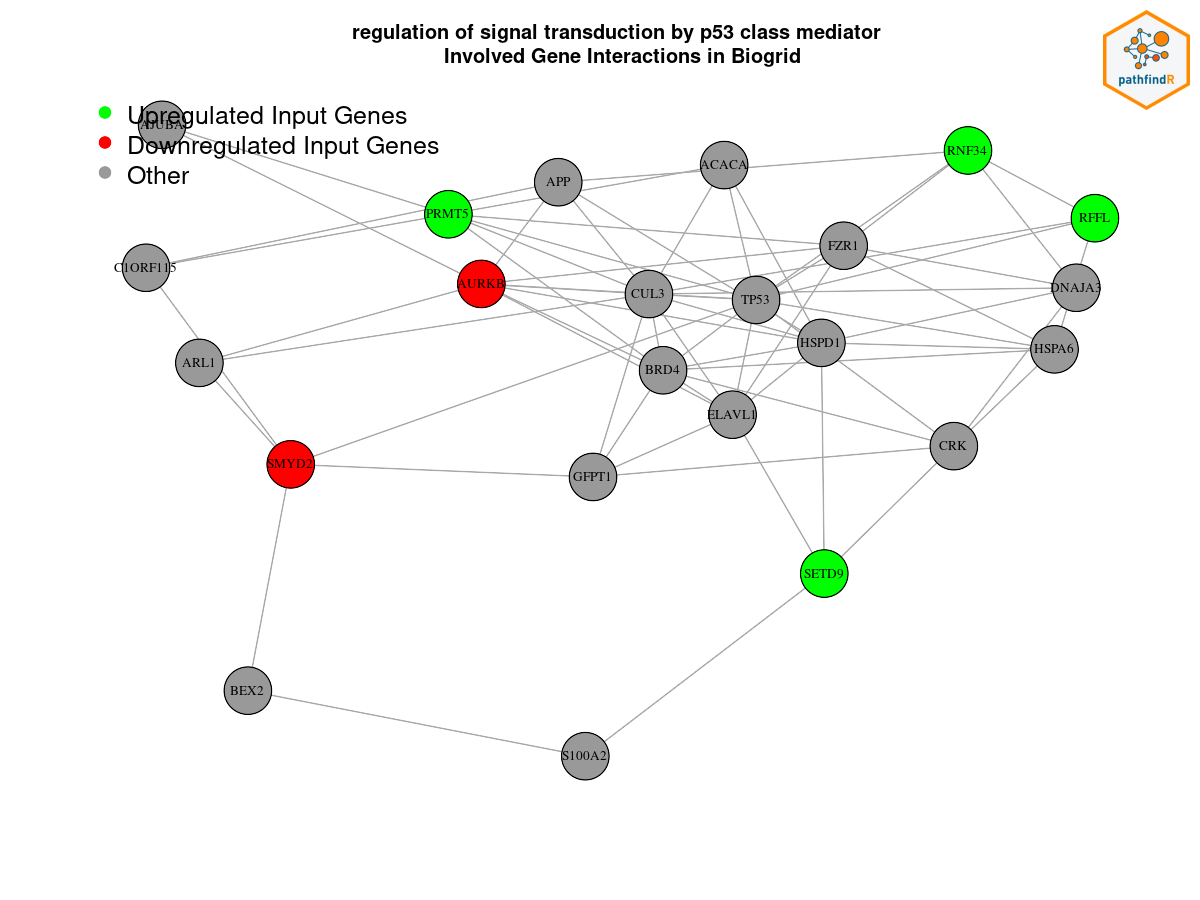 regulation of signal transduction by p53 class mediator
Involved Gene Interactions in Biogrid
pathfindR
Upregulated Input Genes
Downregulated Input Genes
Other
AJUBA
ACACA
RNF34
APP
PRMT5
RFFL
FZR1
C1ORF115
AURKB
CUL3
TP53
DNAJA3
HSPD1
HSPA6
ARL1
BRD4
ELAVL1
CRK
SMYD2
GFPT1
SETD9
BEX2
S100A2